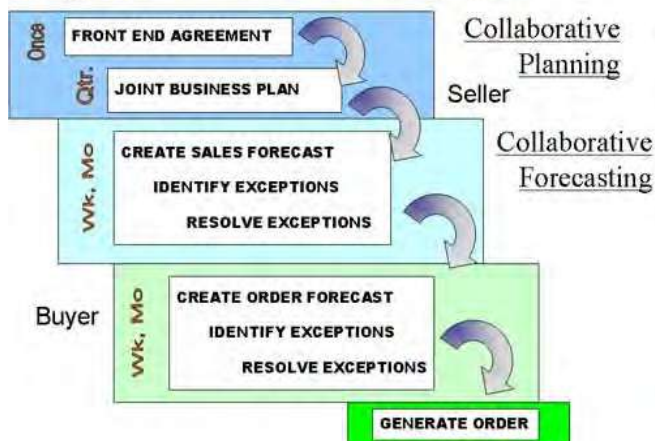 Once
FRONT END AGREEMENT
Collaborative
Planning
Qtr.
JOINT BUSINESS PLAN
Seller
Wk, Mo
CREATE SALES FORECAST
IDENTIFY EXCEPTIONS
RESOLVE EXCEPTIONS
Collaborative
Forecasting
Buyer
Wk, Mo
CREATE ORDER FORECAST
IDENTIFY EXCEPTIONS
RESOLVE EXCEPTIONS
GENERATE ORDER